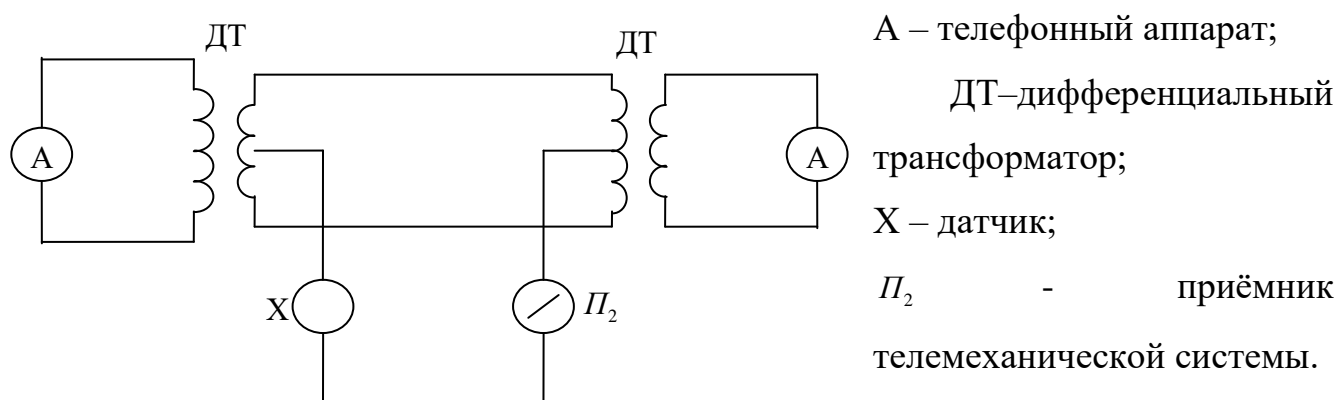 ДТ
ДТ
А
А
Х
П₂
А – телефонный аппарат;
ДТ–дифференциальный
трансформатор;
Х – датчик;
П₂ - приёмник
телемеханической системы.